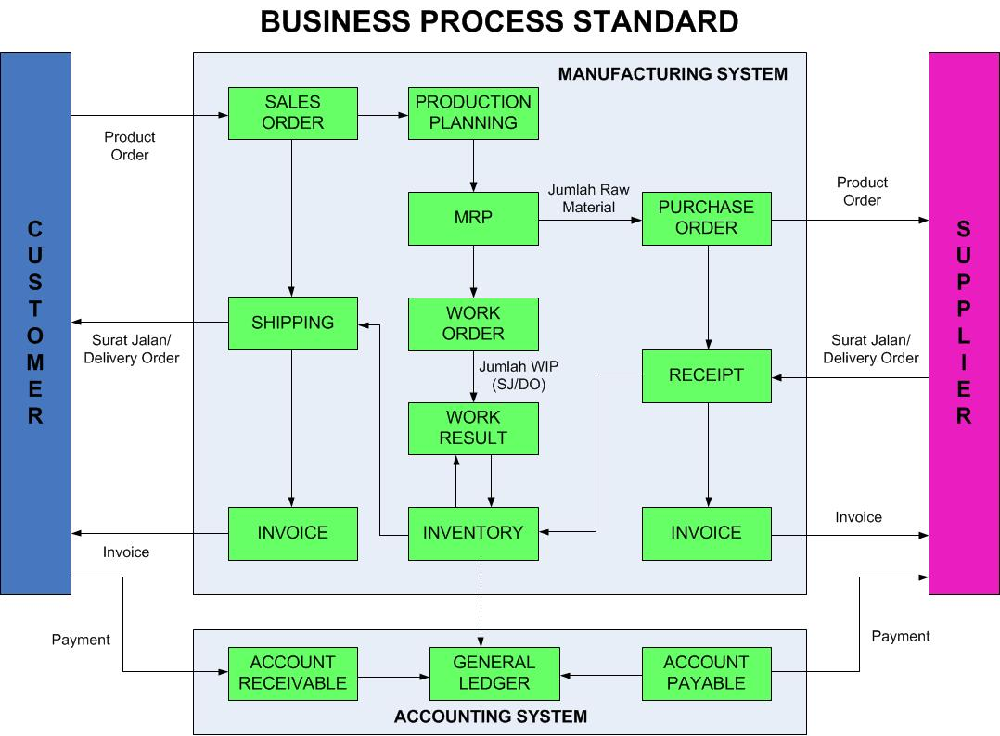 BUSINESS PROCESS STANDARD
MANUFACTURING SYSTEM
CUSTOMER
SUPPLIER
Product
Order
SALES
ORDER
PRODUCTION
PLANNING
MRP
Jumlah Raw
Material
PURCHASE
ORDER
Product
Order
Surat Jalan/
Delivery Order
SHIPPING
WORK
ORDER
Jumlah WIP
(SJ/DO)
WORK
RESULT
RECEIPT
Surat Jalan/
Delivery Order
Invoice
INVOICE
INVENTORY
INVOICE
Invoice
Payment
ACCOUNT
RECEIVABLE
GENERAL
LEDGER
ACCOUNT
PAYABLE
Payment
ACCOUNTING SYSTEM